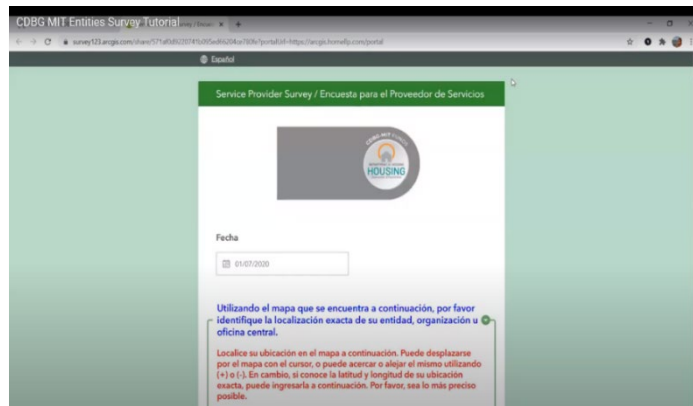 CDBG MIT Entities Survey Tutorial
Español
Service Provider Survey / Encuesta para el Proveedor de Servicios
CDBG-MIT
HOUSING
Fecha
01/07/2020
Utilizando el mapa que se encuentra a continuación, por favor
identifique la localización exacta de su entidad, organización u
oficina central.
Localice su ubicación en el mapa a continuación. Puede desplazarse
por el mapa con el cursor, o puede acercar o alejar el mismo utilizando
(+) o (-). En cambio, si conoce la latitud y longitud de su ubicación
exacta, puede ingresarla a continuación. Por favor, sea lo más preciso
posible.